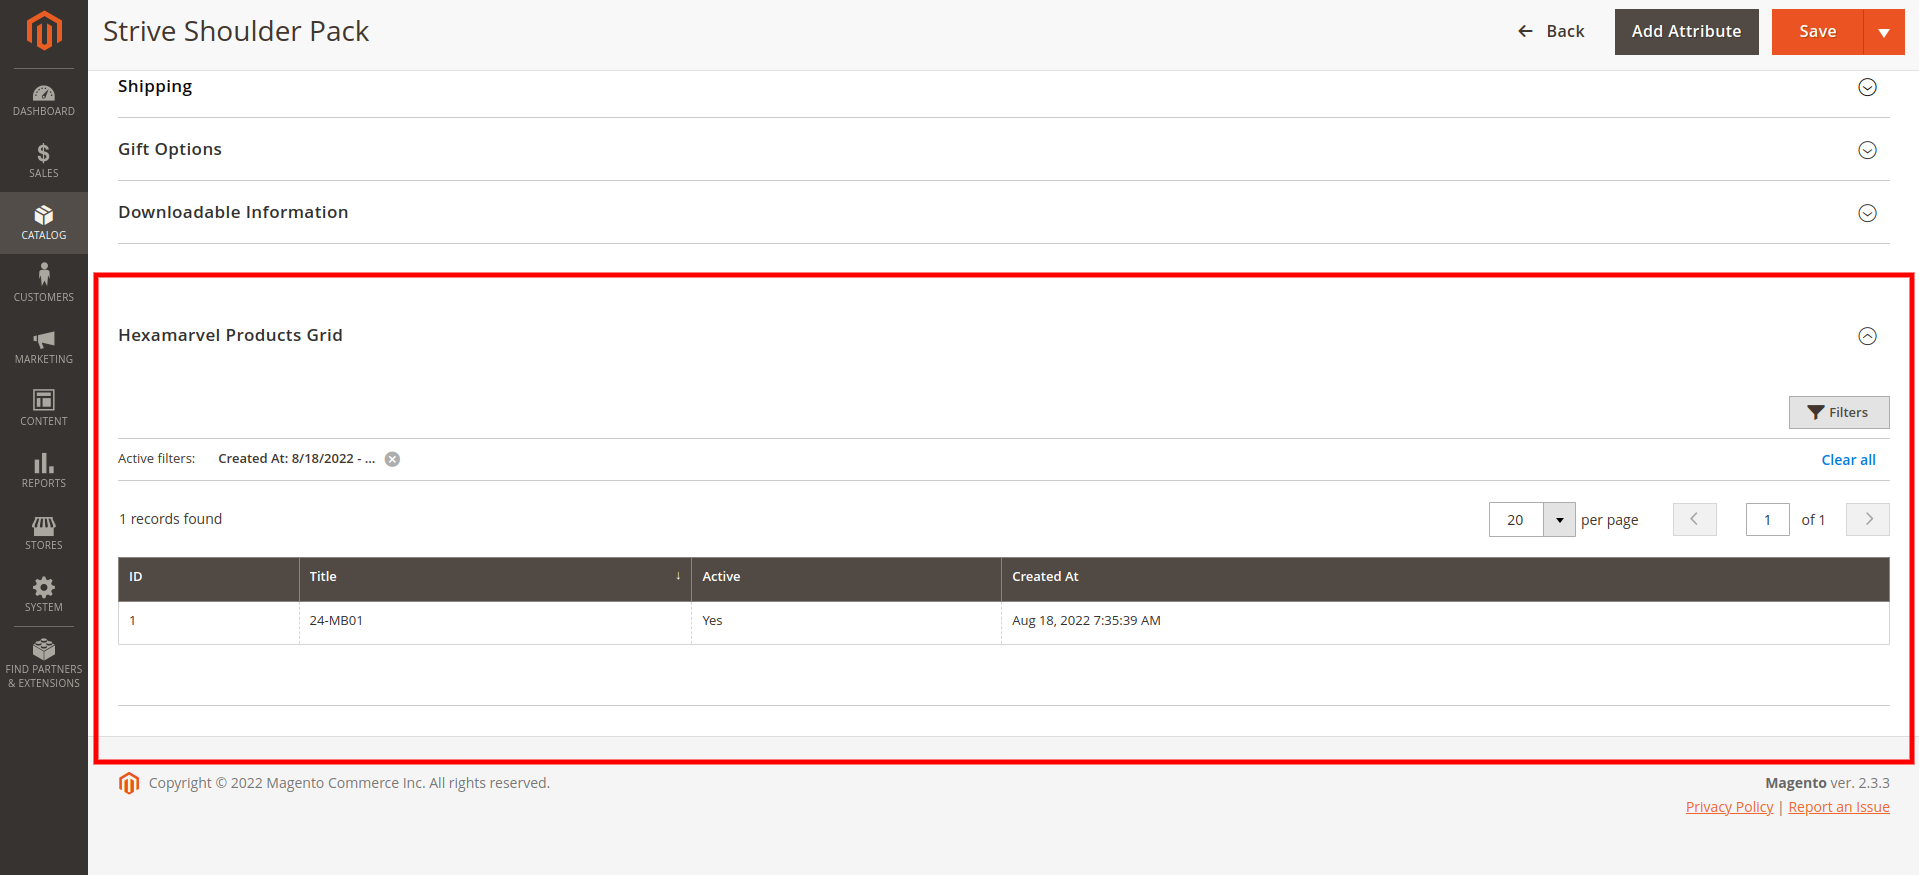 Strive Shoulder Pack
← Back
Add Attribute
Save
DASHBOARD
$
SALES
CATALOG
CUSTOMERS
MARKETING
CONTENT
REPORTS
STORES
SYSTEM
FIND PARTNERS
& EXTENSIONS
Shipping
Gift Options
Downloadable Information
Hexamarvel Products Grid
Filters
Active filters: Created At: 8/18/2022 - ...
Clear all
1 records found
20 per page
1 of 1
ID Title ↓ Active Created At
1 24-MB01 Yes Aug 18, 2022 7:35:39 AM
Copyright © 2022 Magento Commerce Inc. All rights reserved.
Magento ver. 2.3.3
Privacy Policy | Report an Issue